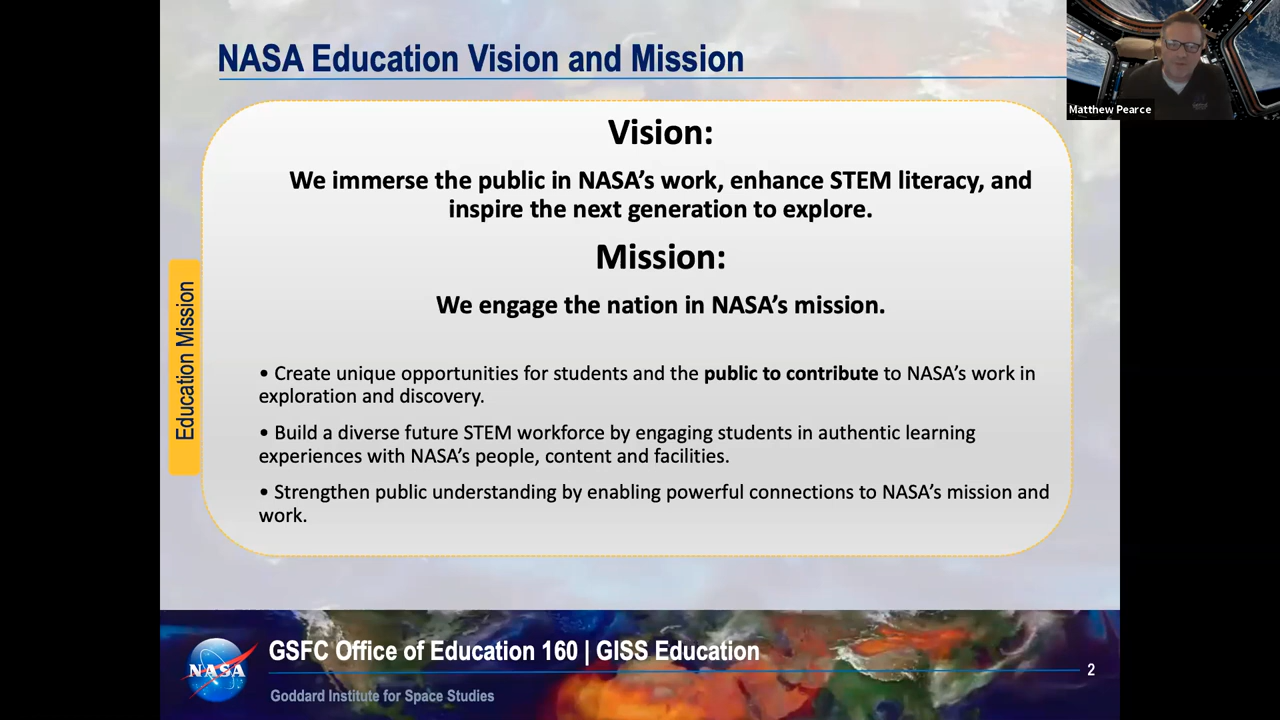 NASA Education Vision and Mission
Matthew Pearce
Vision:
We immerse the public in NASA's work, enhance STEM literacy, and
inspire the next generation to explore.
Mission:
We engage the nation in NASA's mission.
Education Mission
• Create unique opportunities for students and the public to contribute to NASA's work in
exploration and discovery.
• Build a diverse future STEM workforce by engaging students in authentic learning
experiences with NASA's people, content and facilities.
• Strengthen public understanding by enabling powerful connections to NASA's mission and
work.
NASA
GSFC Office of Education 160 | GISS Education
2
Goddard Institute for Space Studies